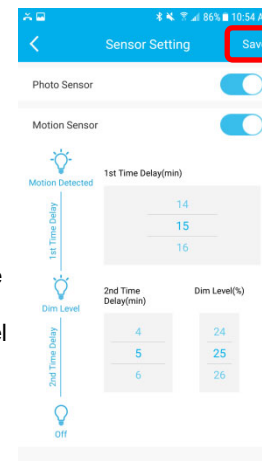 86% 10:54 A
Sensor Setting
Sav
Photo Sensor
Motion Sensor
Motion Detected
1st Time Delay(min)
14
1st Time Delay
15
16
e
Dim Level
2nd Time
Delay(min)
Dim Level(%)
el
2nd Time Delay
4
24
5
25
6
26
Off